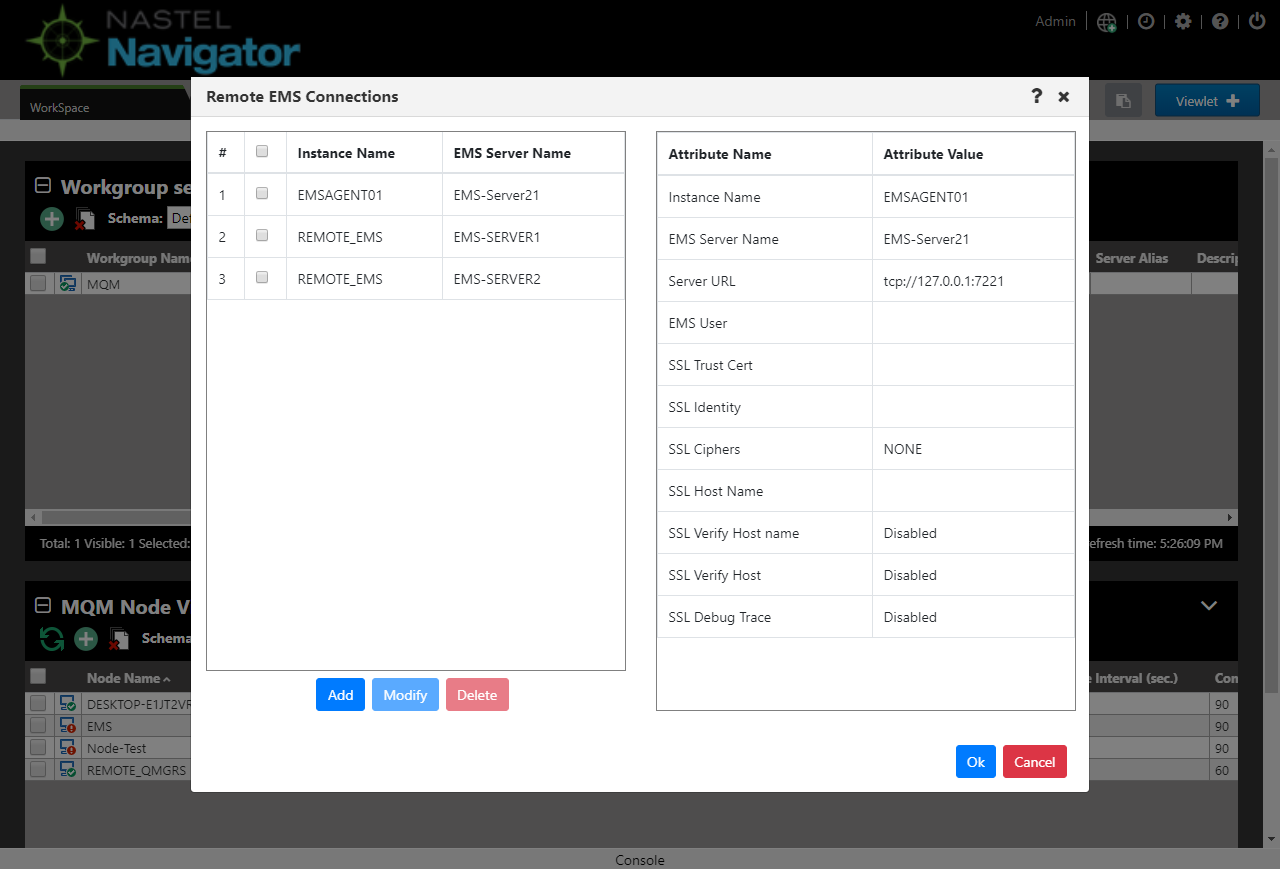 NASTEL
Navigator
Admin
WorkSpace
Viewlet
Remote EMS Connections
# Instance Name EMS Server Name
1 EMSAGENT01 EMS-Server21
2 REMOTE_EMS EMS-SERVER1
3 REMOTE_EMS EMS-SERVER2
Add Modify Delete
Attribute Name Attribute Value
Instance Name EMSAGENT01
EMS Server Name EMS-Server21
Server URL tcp://127.0.0.1:7221
EMS User
SSL Trust Cert
SSL Identity
SSL Ciphers NONE
SSL Host Name
SSL Verify Host name Disabled
SSL Verify Host Disabled
SSL Debug Trace Disabled
Ok Cancel
Workgroup se
Schema: Def
Workgroup Name Server Alias Descrip
MQM
Total: 1 Visible: 1 Selected: efresh time: 5:26:09 PM
MQM Node V
Schema
Node Name Interval (sec.) Con
DESKTOP-E1JT2VR 90
EMS 90
Node-Test 90
REMOTE_QMGRS 60
Console